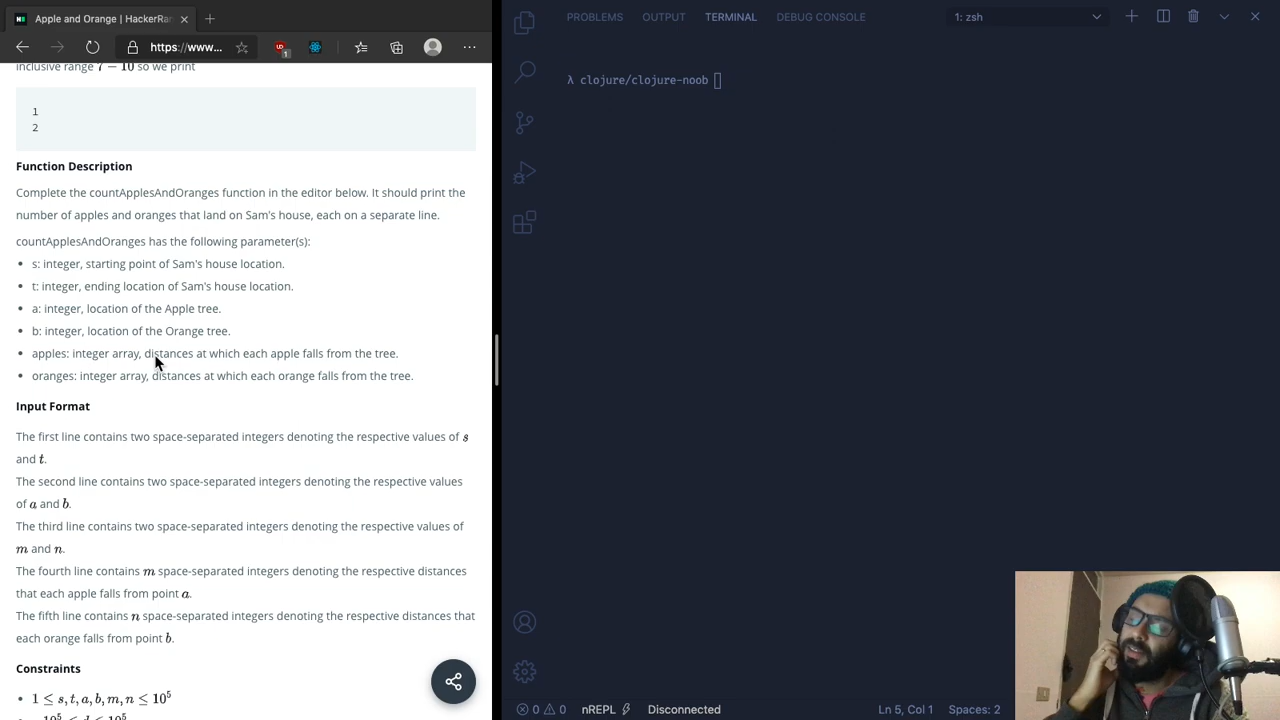 Apple and Orange | HackerRan
https://www...
1
inclusive range 7 − 10 so we print
1
2
Function Description
Complete the countApplesAndOranges function in the editor below. It should print the
number of apples and oranges that land on Sam's house, each on a separate line.
countApplesAndOranges has the following parameter(s):
s: integer, starting point of Sam's house location.
t: integer, ending location of Sam's house location.
a: integer, location of the Apple tree.
b: integer, location of the Orange tree.
apples: integer array, distances at which each apple falls from the tree.
oranges: integer array, distances at which each orange falls from the tree.
Input Format
The first line contains two space-separated integers denoting the respective values of s
and t.
The second line contains two space-separated integers denoting the respective values
of a and b.
The third line contains two space-separated integers denoting the respective values of
m and n.
The fourth line contains m space-separated integers denoting the respective distances
that each apple falls from point a.
The fifth line contains n space-separated integers denoting the respective distances that
each orange falls from point b.
Constraints
1 ≤ s, t, a, b, m, n ≤ 10⁵
PROBLEMS OUTPUT TERMINAL DEBUG CONSOLE 1: zsh
λ clojure/clojure-noob
0 0 nREPL Disconnected Ln 5, Col 1 Spaces: 2